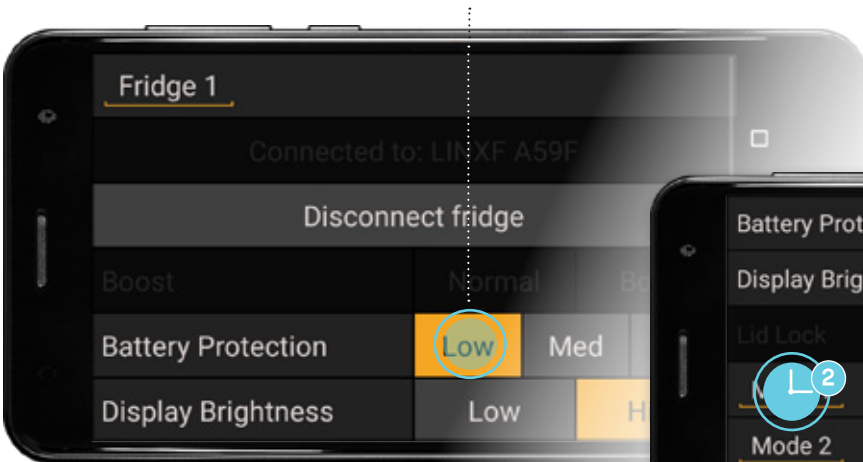 Fridge 1
Connected to: LINXF A59F
Disconnect fridge
Boost Normal
Battery Protection Low Med
Display Brightness Low
Battery Prot
Display Brig
Lid Lock
2
Mode 2